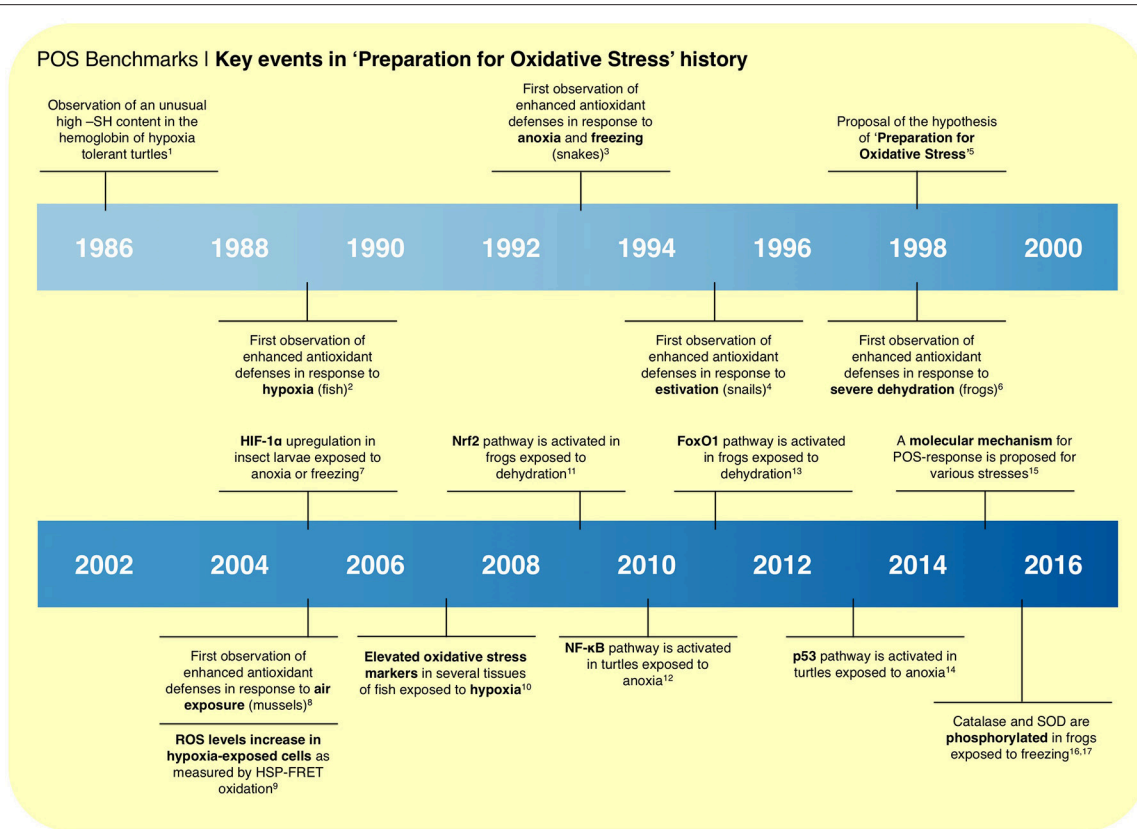 POS Benchmarks | Key events in ‘Preparation for Oxidative Stress’ history
Observation of an unusual
high –SH content in the
hemoglobin of hypoxia
tolerant turtles¹
First observation of
enhanced antioxidant
defenses in response to
anoxia and freezing
(snakes)³
Proposal of the hypothesis
of ‘Preparation for
Oxidative Stress’⁵
1986 1988 1990 1992 1994 1996 1998 2000
First observation of
enhanced antioxidant
defenses in response to
hypoxia (fish)²
First observation of
enhanced antioxidant
defenses in response to
estivation (snails)⁴
First observation of
enhanced antioxidant
defenses in response to
severe dehydration (frogs)⁶
HIF-1α upregulation in
insect larvae exposed to
anoxia or freezing⁷
Nrf2 pathway is activated in
frogs exposed to
dehydration¹¹
FoxO1 pathway is activated
in frogs exposed to
dehydration¹³
A molecular mechanism for
POS-response is proposed for
various stresses¹⁵
2002 2004 2006 2008 2010 2012 2014 2016
First observation of
enhanced antioxidant
defenses in response to air
exposure (mussels)⁸
ROS levels increase in
hypoxia-exposed cells as
measured by HSP-FRET
oxidation⁹
Elevated oxidative stress
markers in several tissues
of fish exposed to hypoxia¹⁰
NF-κB pathway is activated
in turtles exposed to
anoxia¹²
p53 pathway is activated in
turtles exposed to anoxia¹⁴
Catalase and SOD are
phosphorylated in frogs
exposed to freezing¹⁶,¹⁷